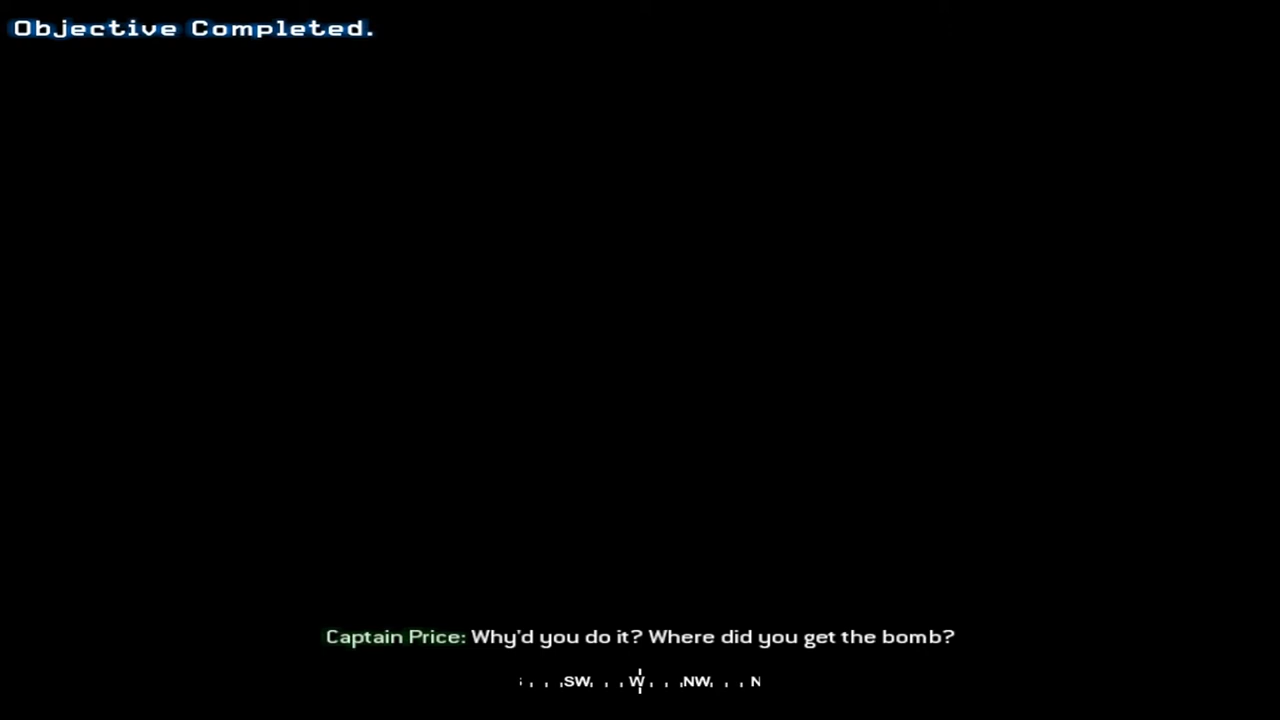 Objective Completed.
Captain Price: Why'd you do it? Where did you get the bomb?
SW W NW N